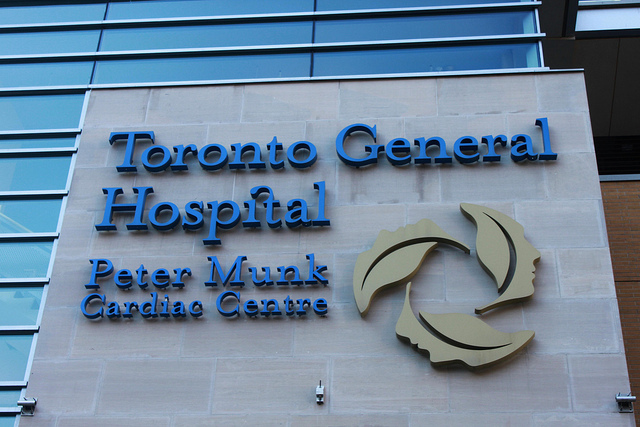 Toronto General
Hospital
Peter Munk
Cardiac Centre